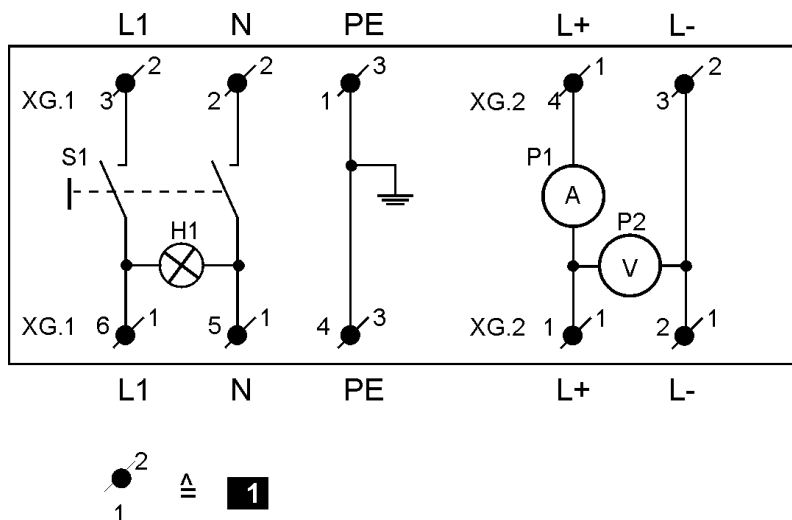 L1 N PE L+ L-
2 2 3 1 2
XG.1 3 2 1 XG.2 4 3
S1 P1
A
H1 P2
V
6 1 5 1 4 3 1 1 2 1
XG.1 XG.2
L1 N PE L+ L-
2
≙ 1
1